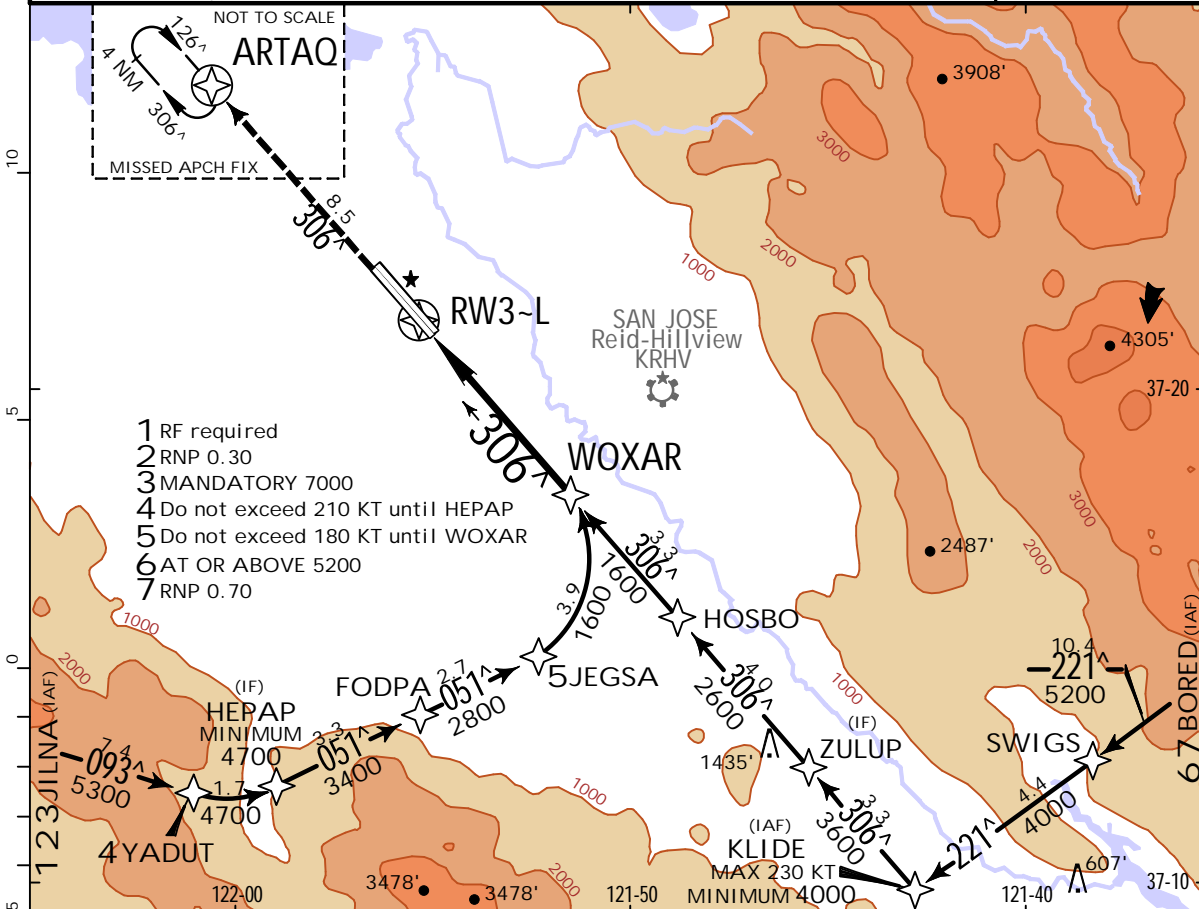 NOT TO SCALE
126^
ARTAQ
4 NM
306^
MISSED APCH FIX
3908'
3000
10
8.5
306^
2000
1000
RW3~L
SAN JOSE
Reid-Hillview
KRHV
4305'
37-20
5
1 RF required
2 RNP 0.30
3 MANDATORY 7000
4 Do not exceed 210 KT until HEPAP
5 Do not exceed 180 KT until WOXAR
6 AT OR ABOVE 5200
7 RNP 0.70
306^
WOXAR
3000
2000
2487'
3.3
306^
1600
3.9
1600
HOSBO
1000
2000
0
10.4
221^
5200
6 7 BORED (IAF)
1 2 3 JILNA (IAF)
(IF)
HEPAP
MINIMUM
4700
FODPA
2.7
051^
2800
5 JEGSA
4.0
306^
2600
1000
(IF)
ZULUP
SWIGS
7.4
093^
5300
1.7
4700
3.3
051^
3400
1435'
1000
4 YADUT
3.3
306^
3600
4.4
4000
221^
(IAF)
KLIDE
MAX 230 KT
MINIMUM 4000
607'
3478'
3478'
2000
122-00
121-50
121-40
37-10
5